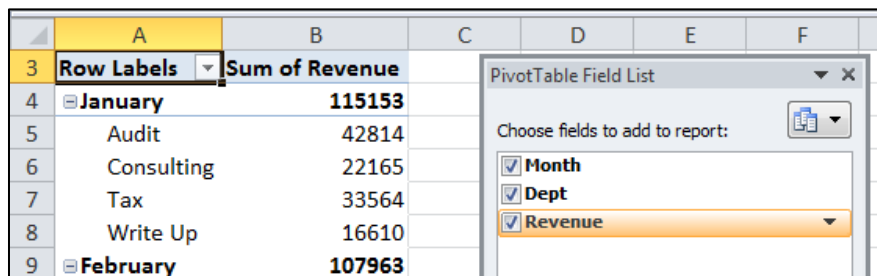 A B C D E F
3 Row Labels Sum of Revenue
PivotTable Field List
4 January 115153
5 Audit 42814
Choose fields to add to report:
6 Consulting 22165
Month
7 Tax 33564
Dept
8 Write Up 16610
Revenue
9 February 107963